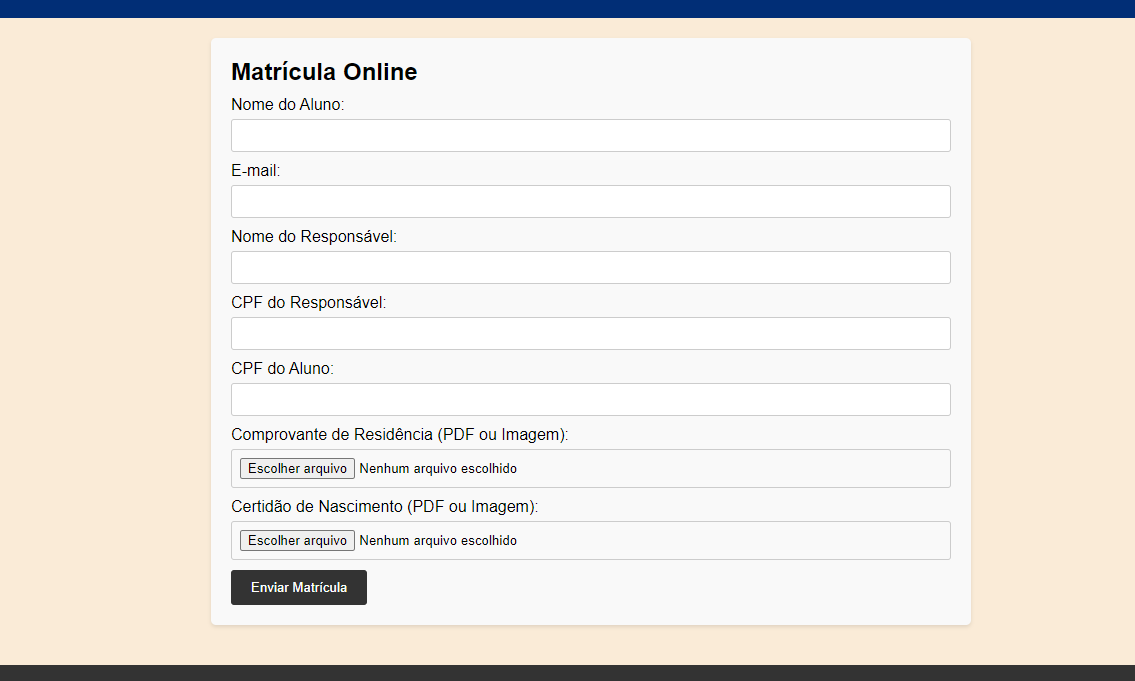 Matrícula Online
Nome do Aluno:
E-mail:
Nome do Responsável:
CPF do Responsável:
CPF do Aluno:
Comprovante de Residência (PDF ou Imagem):
Escolher arquivo Nenhum arquivo escolhido
Certidão de Nascimento (PDF ou Imagem):
Escolher arquivo Nenhum arquivo escolhido
Enviar Matrícula